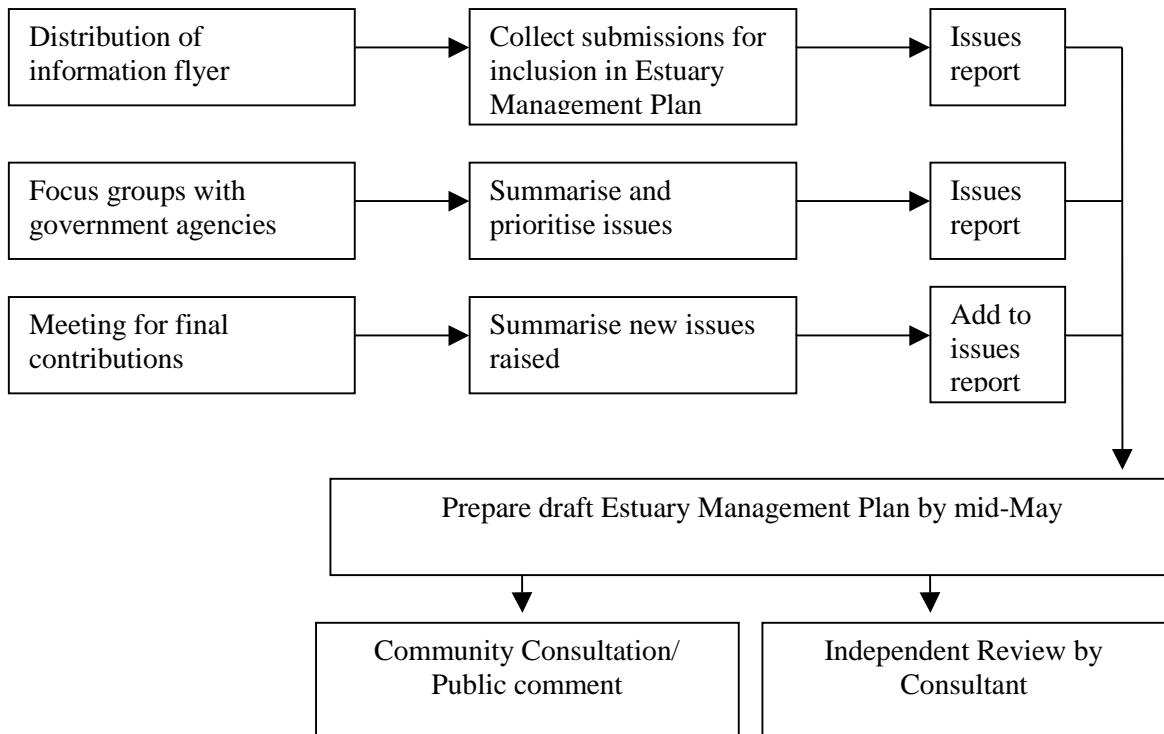 Distribution of
information flyer
Collect submissions for
inclusion in Estuary
Management Plan
Issues
report
Focus groups with
government agencies
Summarise and
prioritise issues
Issues
report
Meeting for final
contributions
Summarise new issues
raised
Add to
issues
report
Prepare draft Estuary Management Plan by mid-May
Community Consultation/
Public comment
Independent Review by
Consultant